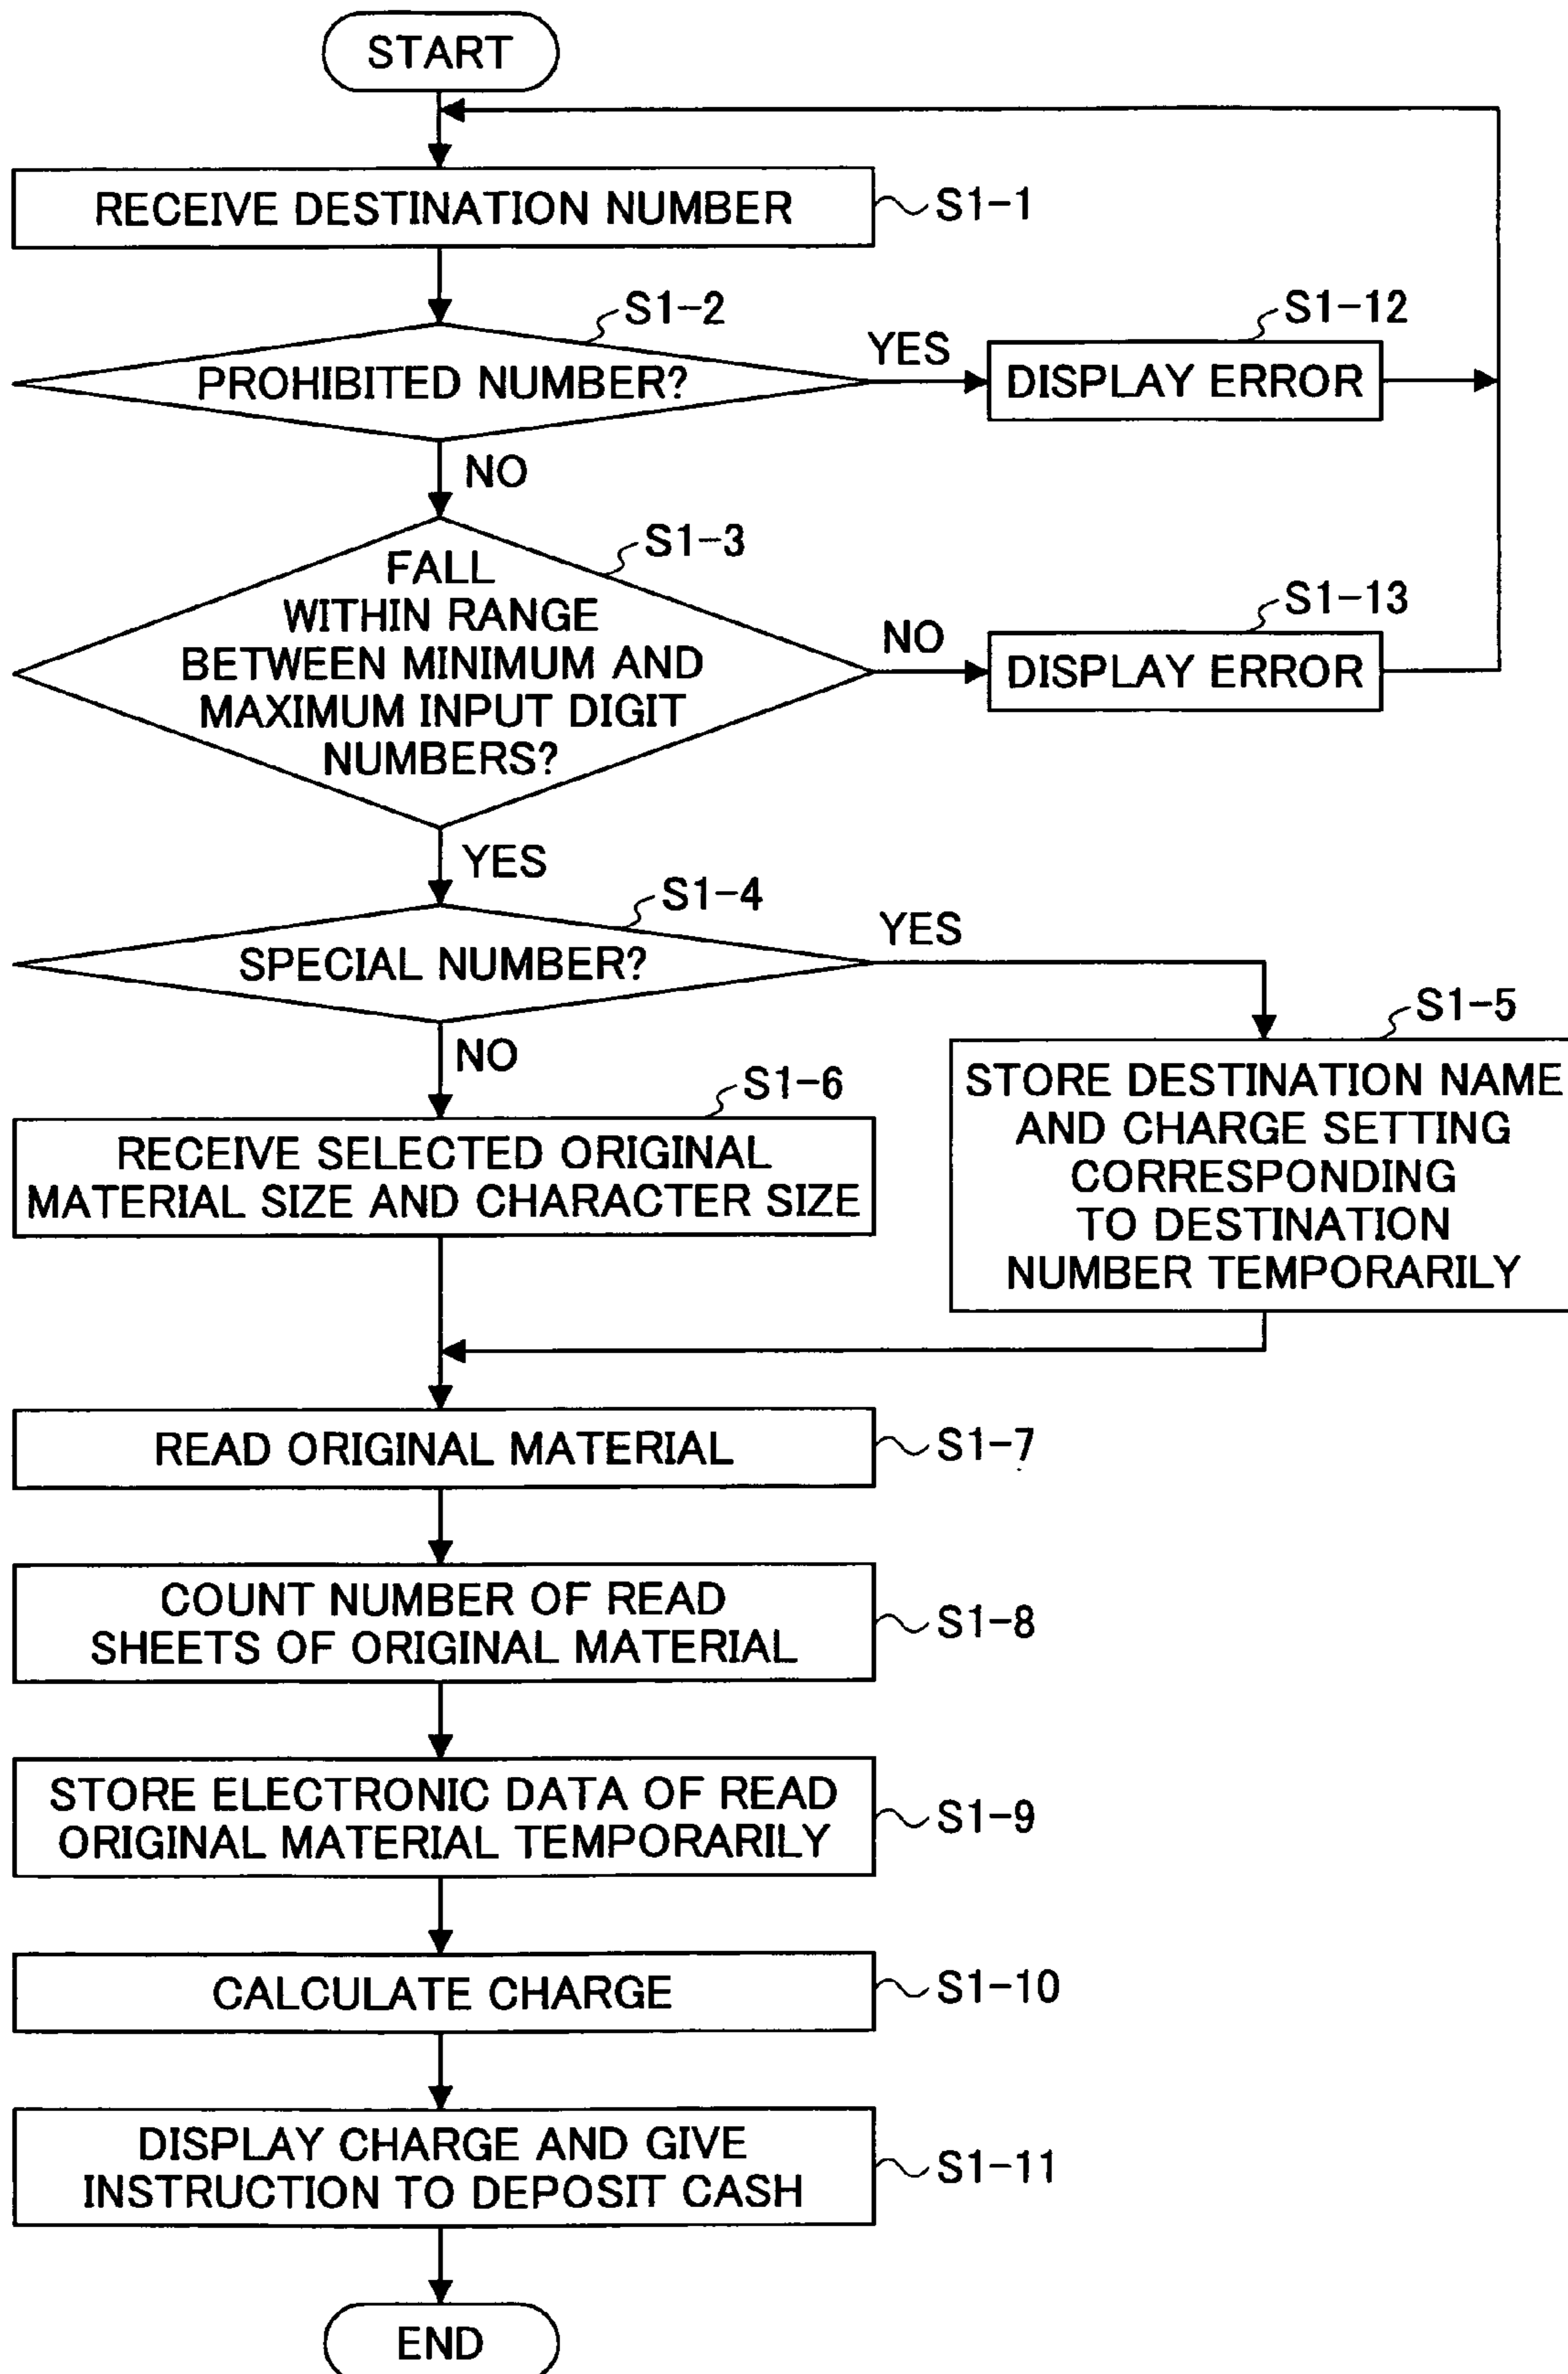 START
RECEIVE DESTINATION NUMBER
S1-1
S1-2
PROHIBITED NUMBER?
YES
S1-12
DISPLAY ERROR
NO
S1-3
FALL
WITHIN RANGE
BETWEEN MINIMUM AND
MAXIMUM INPUT DIGIT
NUMBERS?
NO
S1-13
DISPLAY ERROR
YES
S1-4
SPECIAL NUMBER?
YES
S1-5
STORE DESTINATION NAME
AND CHARGE SETTING
CORRESPONDING
TO DESTINATION
NUMBER TEMPORARILY
NO
S1-6
RECEIVE SELECTED ORIGINAL
MATERIAL SIZE AND CHARACTER SIZE
READ ORIGINAL MATERIAL
S1-7
COUNT NUMBER OF READ
SHEETS OF ORIGINAL MATERIAL
S1-8
STORE ELECTRONIC DATA OF READ
ORIGINAL MATERIAL TEMPORARILY
S1-9
CALCULATE CHARGE
S1-10
DISPLAY CHARGE AND GIVE
INSTRUCTION TO DEPOSIT CASH
S1-11
END